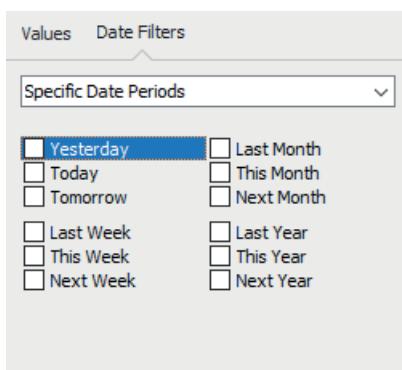 Values Date Filters
Specific Date Periods
Yesterday
Today
Tomorrow
Last Week
This Week
Next Week
Last Month
This Month
Next Month
Last Year
This Year
Next Year